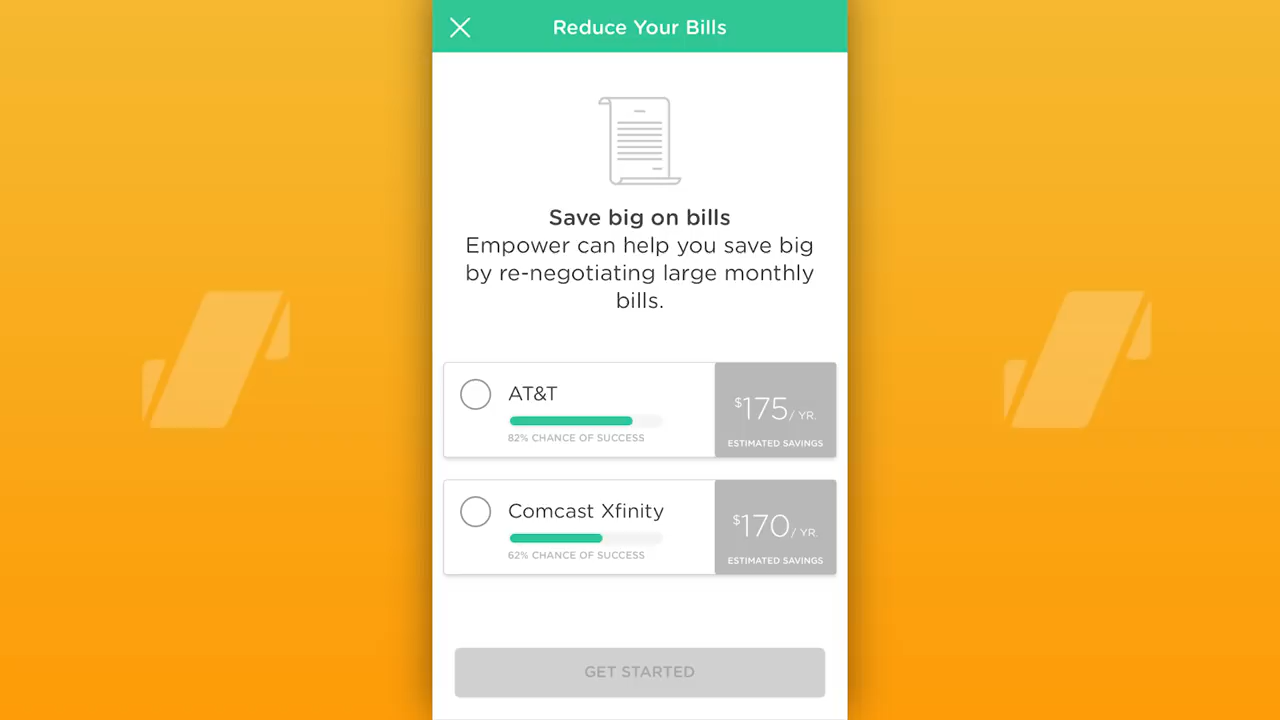 Reduce Your Bills
Save big on bills
Empower can help you save big
by re-negotiating large monthly
bills.
AT&T
82% CHANCE OF SUCCESS
$175/ YR.
ESTIMATED SAVINGS
Comcast Xfinity
62% CHANCE OF SUCCESS
$170/ YR.
ESTIMATED SAVINGS
GET STARTED